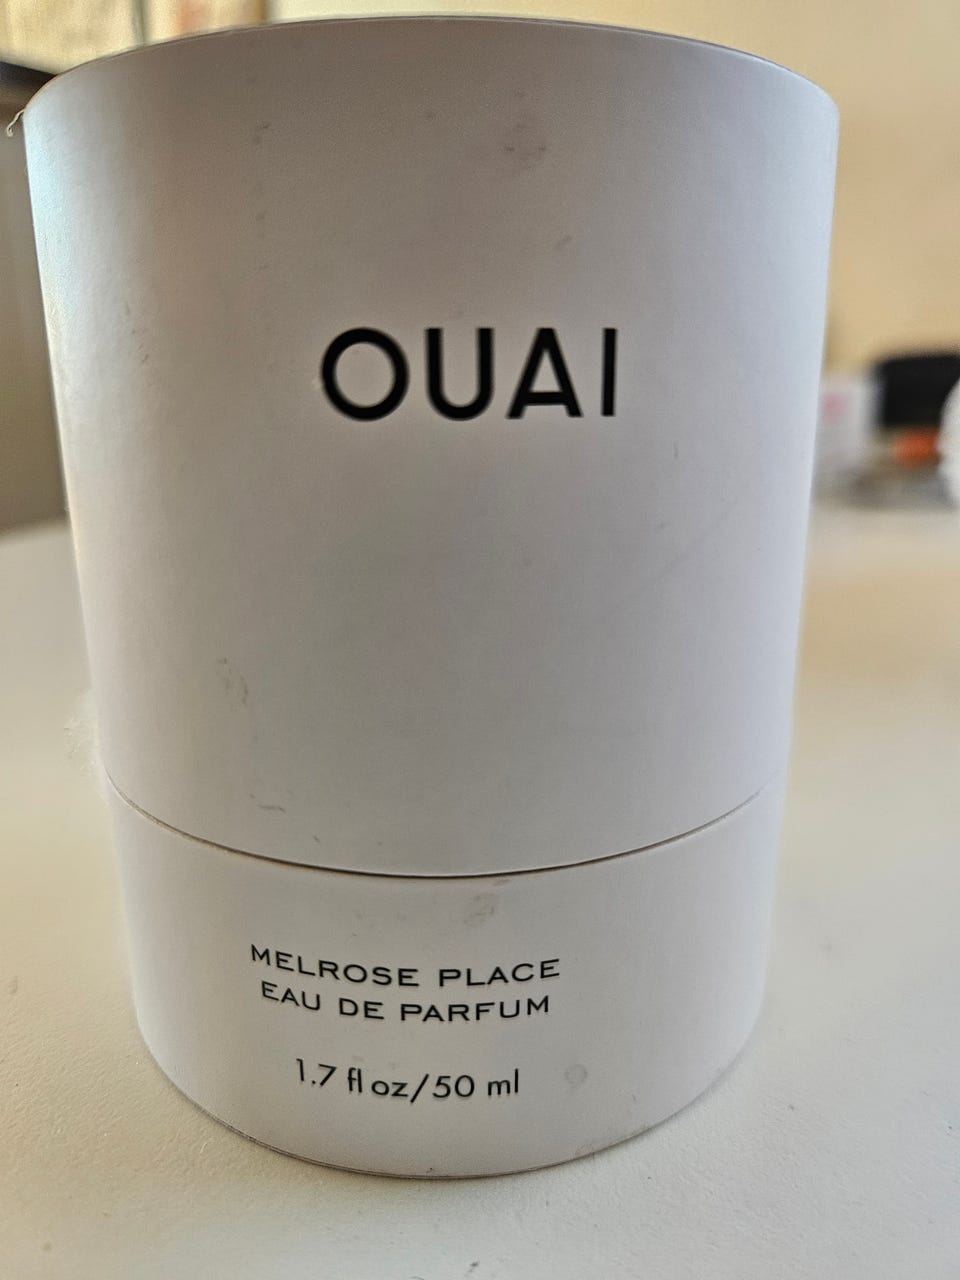 OUAI
MELROSE PLACE
EAU DE PARFUM
1.7 fl oz/50 ml